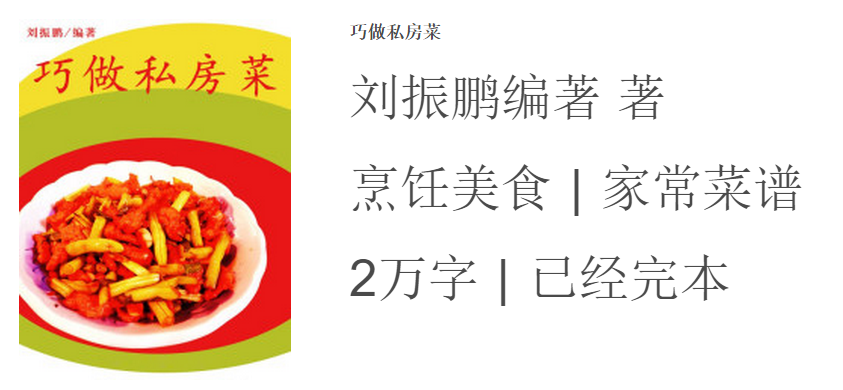 刘振鹏/编著
巧做私房菜
巧做私房菜
刘振鹏编著 著
烹饪美食 | 家常菜谱
2万字 | 已经完本